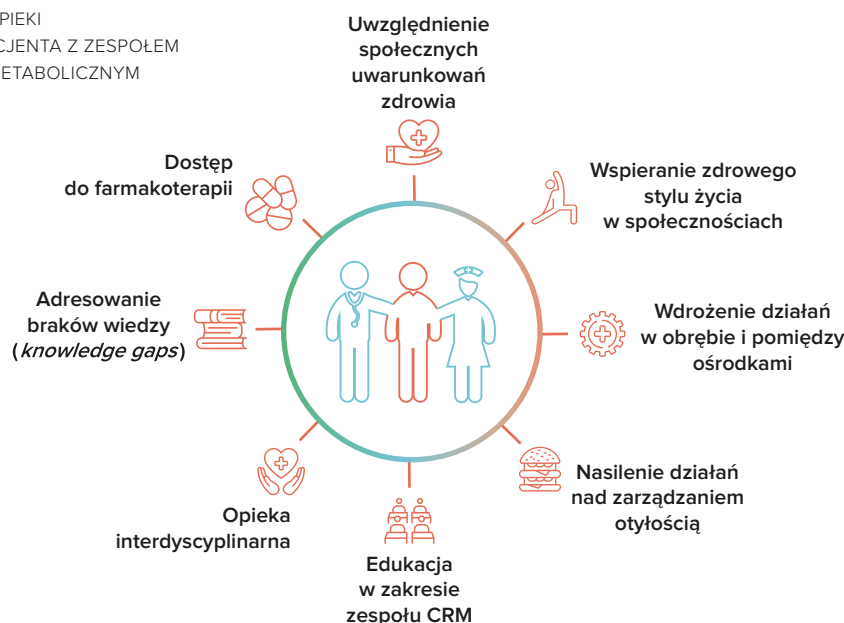 PIEKI
CJENTA Z ZESPOŁEM
ETABOLICZNYM
Uwzględnienie
społecznych
uwarunkowań
zdrowia
Dostęp
do farmakoterapii
Wspieranie zdrowego
stylu życia
w społecznościach
Adresowanie
braków wiedzy
(knowledge gaps)
Wdrożenie działań
w obrębie i pomiędzy
ośrodkami
Opieka
interdyscyplinarna
Nasilenie działań
nad zarządzaniem
otyłością
Edukacja
w zakresie
zespołu CRM